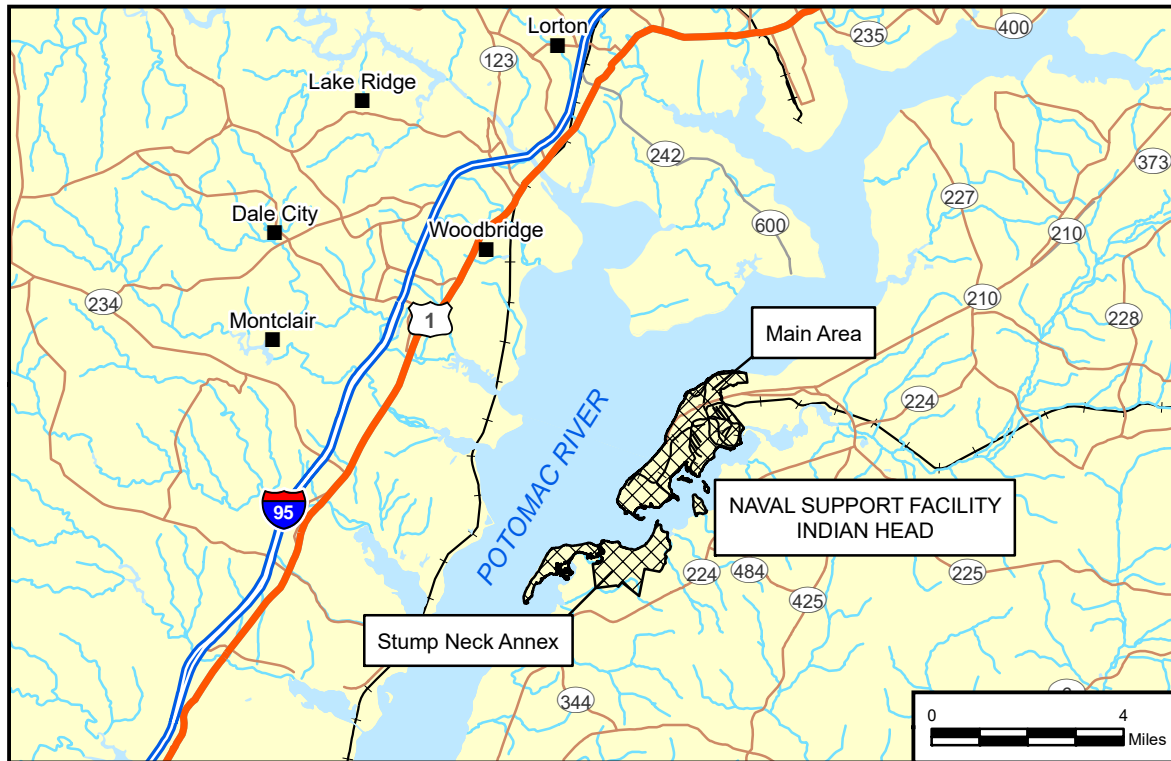 Lorton
235
400
123
Lake Ridge
242
373
227
Dale City
Woodbridge
600
210
234
210
1
Montclair
Main Area
228
224
POTOMAC RIVER
95
NAVAL SUPPORT FACILITY
INDIAN HEAD
224
484
225
425
Stump Neck Annex
344
0
4
Miles